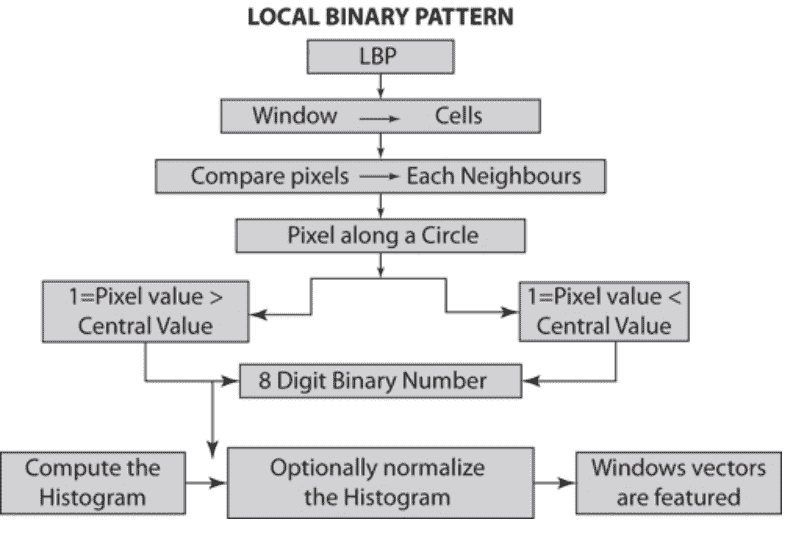 LOCAL BINARY PATTERN
LBP
Window → Cells
Compare pixels → Each Neighbours
Pixel along a Circle
1=Pixel value >
Central Value
1=Pixel value <
Central Value
8 Digit Binary Number
Compute the
Histogram
Optionally normalize
the Histogram
Windows vectors
are featured